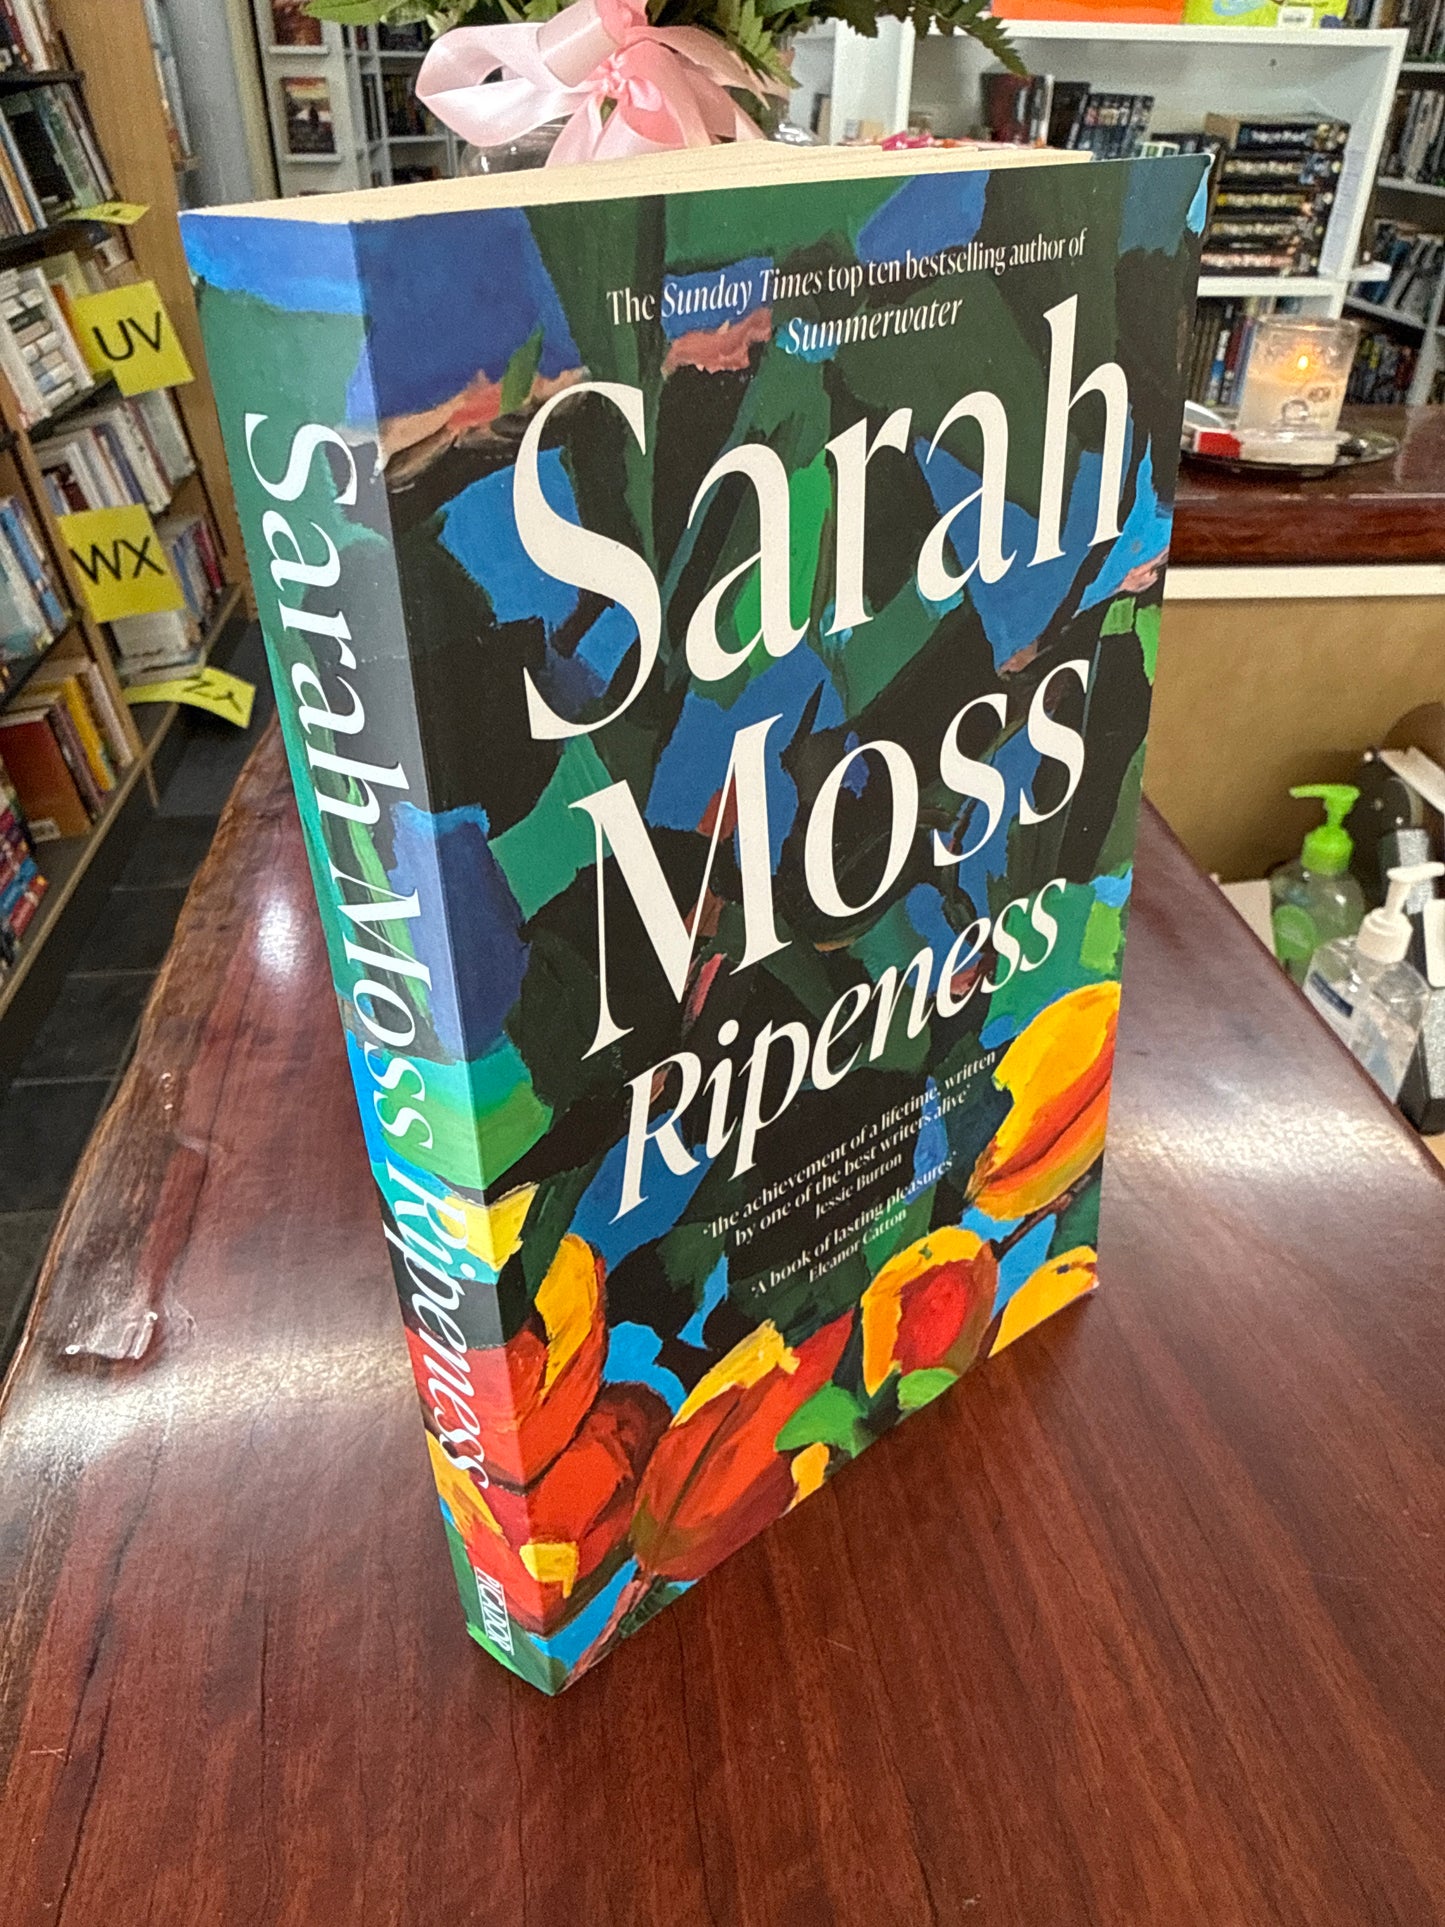 The Sunday Times top ten bestselling author of
Summerwater
Sarah
Moss
Ripeness
'The achievement of a lifetime, written
by one of the best writers alive'
Jessie Burton
'A book of lasting pleasures'
Eleanor Catton
Sarah Moss Ripeness
PICADOR
UV
WX